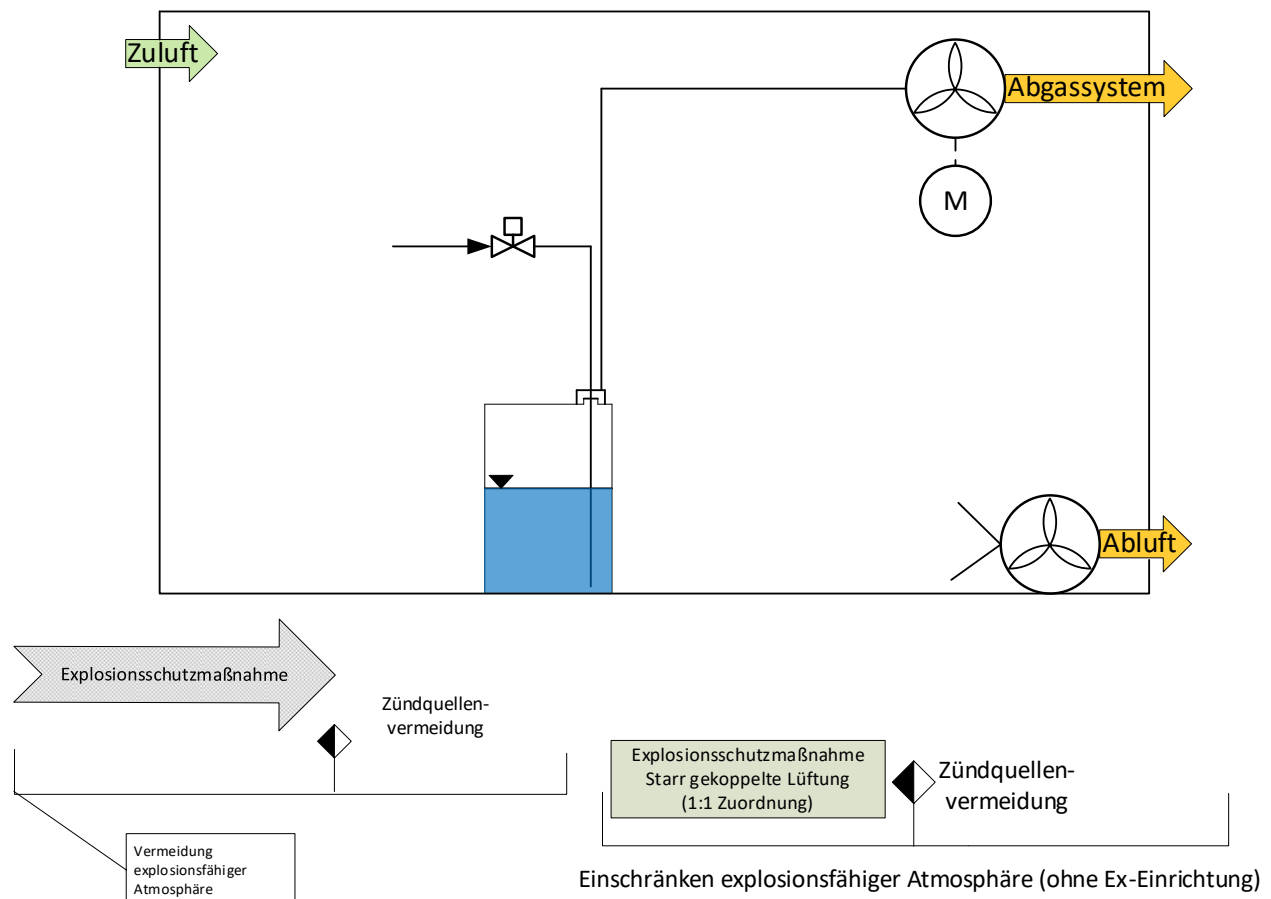 Zuluft
Abgassystem
M
Abluft
Explosionsschutzmaßnahme
Zündquellen-
vermeidung
Vermeidung
explosionsfähiger
Atmosphäre
Explosionsschutzmaßnahme
Starr gekoppelte Lüftung
(1:1 Zuordnung)
Zündquellen-
vermeidung
Einschränken explosionsfähiger Atmosphäre (ohne Ex-Einrichtung)